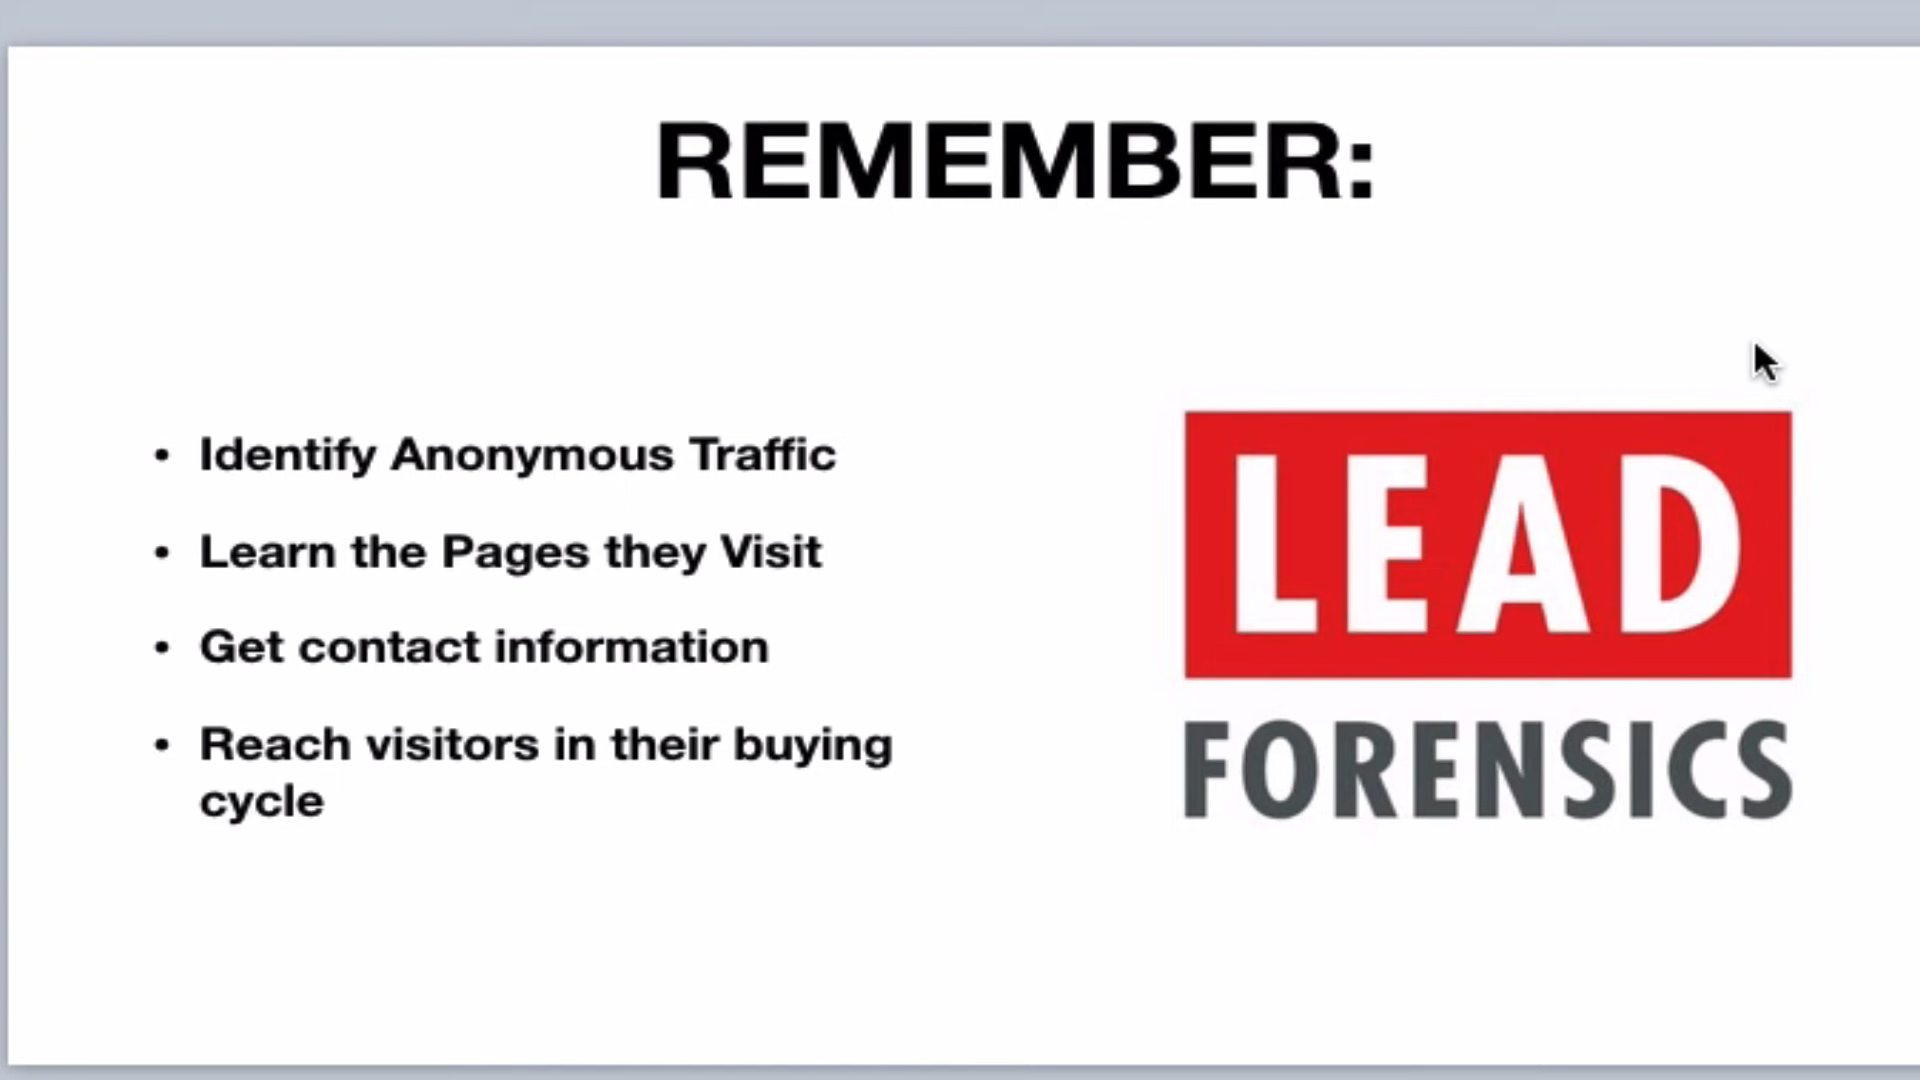 REMEMBER:
• Identify Anonymous Traffic
• Learn the Pages they Visit
• Get contact information
• Reach visitors in their buying
cycle
LEAD
FORENSICS